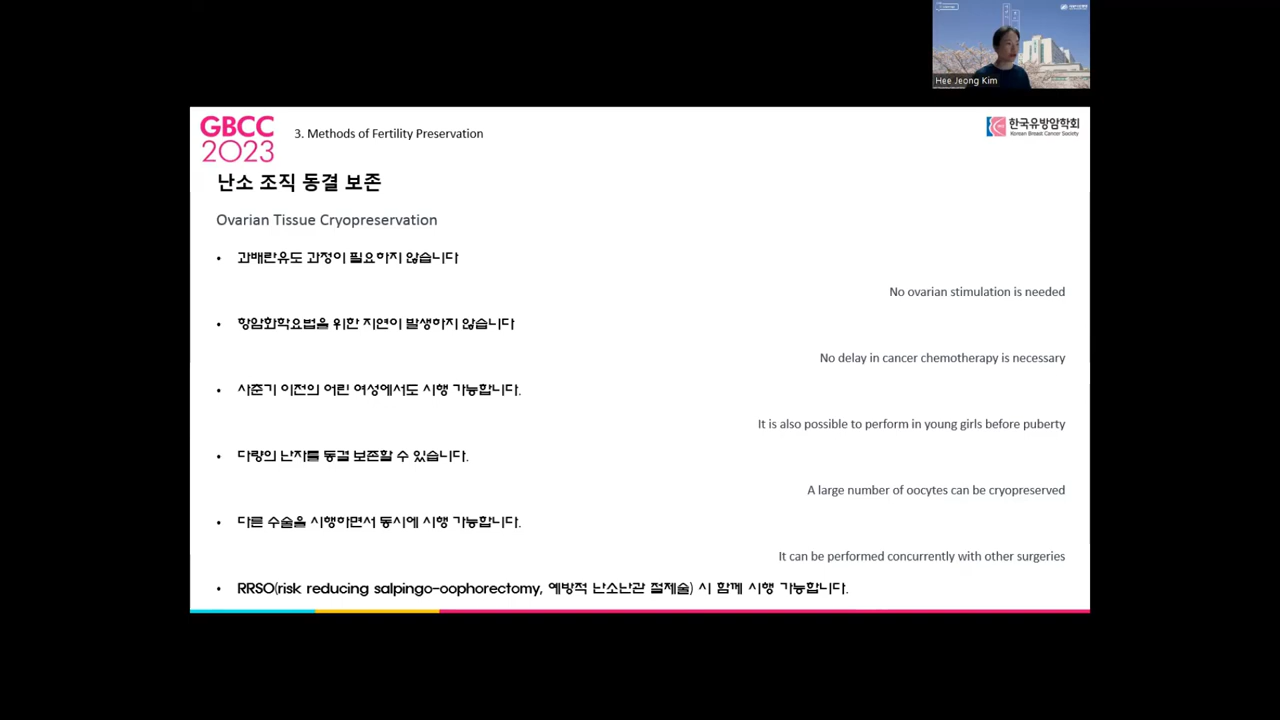 Hee Jeong Kim
GBCC
2023
3. Methods of Fertility Preservation
한국유방암학회
Korean Breast Cancer Society
난소 조직 동결 보존
Ovarian Tissue Cryopreservation
• 과배란유도 과정이 필요하지 않습니다
No ovarian stimulation is needed
• 항암화학요법을 위한 지연이 발생하지 않습니다
No delay in cancer chemotherapy is necessary
• 사춘기 이전의 어린 여성에서도 시행 가능합니다.
It is also possible to perform in young girls before puberty
• 다량의 난자를 동결 보존할 수 있습니다.
A large number of oocytes can be cryopreserved
• 다른 수술을 시행하면서 동시에 시행 가능합니다.
It can be performed concurrently with other surgeries
• RRSO(risk reducing salpingo-oophorectomy, 예방적 난소난관 절제술) 시 함께 시행 가능합니다.